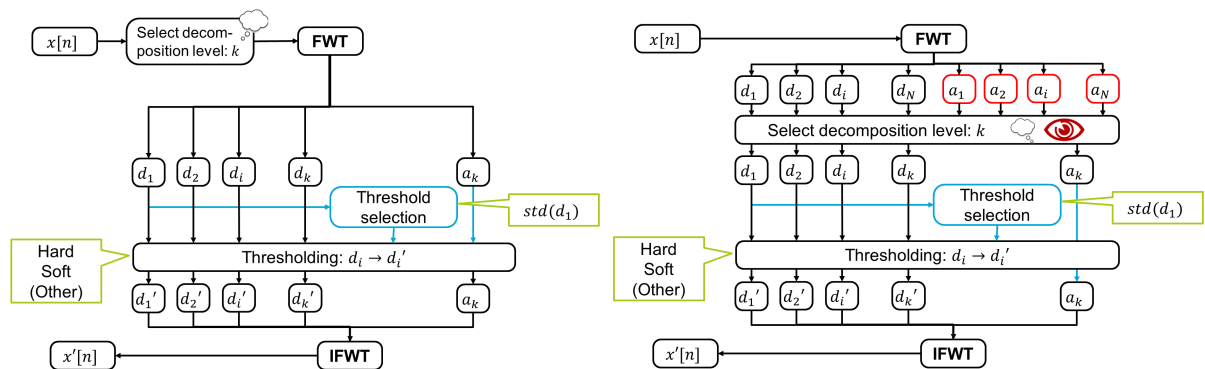 x[n]
Select decom-
position level: k
FWT
d₁ d₂ dᵢ dₖ aₖ
Threshold
selection
std(d₁)
Hard
Soft
(Other)
Thresholding: dᵢ → dᵢ′
d₁′ d₂′ dᵢ′ dₖ′ aₖ
x′[n]
IFWT
x[n]
FWT
d₁ d₂ dᵢ d_N a₁ a₂ aᵢ a_N
Select decomposition level: k
d₁ d₂ dᵢ dₖ aₖ
Threshold
selection
std(d₁)
Hard
Soft
(Other)
Thresholding: dᵢ → dᵢ′
d₁′ d₂′ dᵢ′ dₖ′ aₖ
x′[n]
IFWT